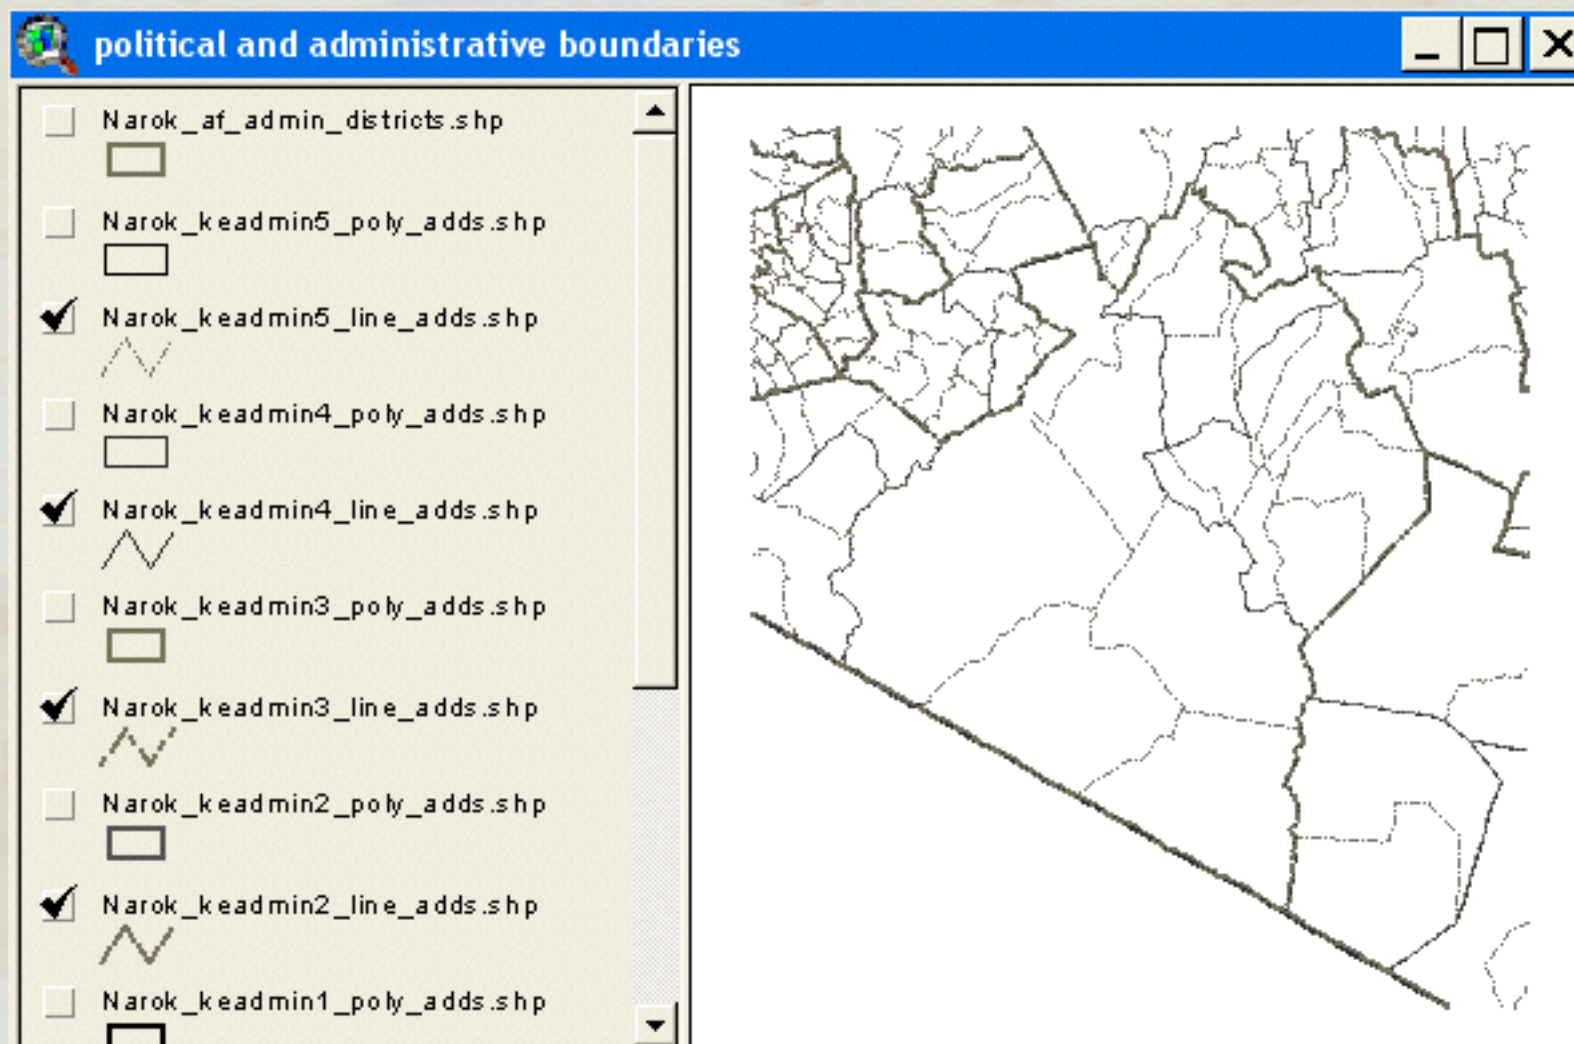 political and administrative boundaries
Narok_af_admin_districts.shp
Narok_keadmin5_poly_adds.shp
Narok_keadmin5_line_adds.shp
Narok_keadmin4_poly_adds.shp
Narok_keadmin4_line_adds.shp
Narok_keadmin3_poly_adds.shp
Narok_keadmin3_line_adds.shp
Narok_keadmin2_poly_adds.shp
Narok_keadmin2_line_adds.shp
Narok_keadmin1_poly_adds.shp